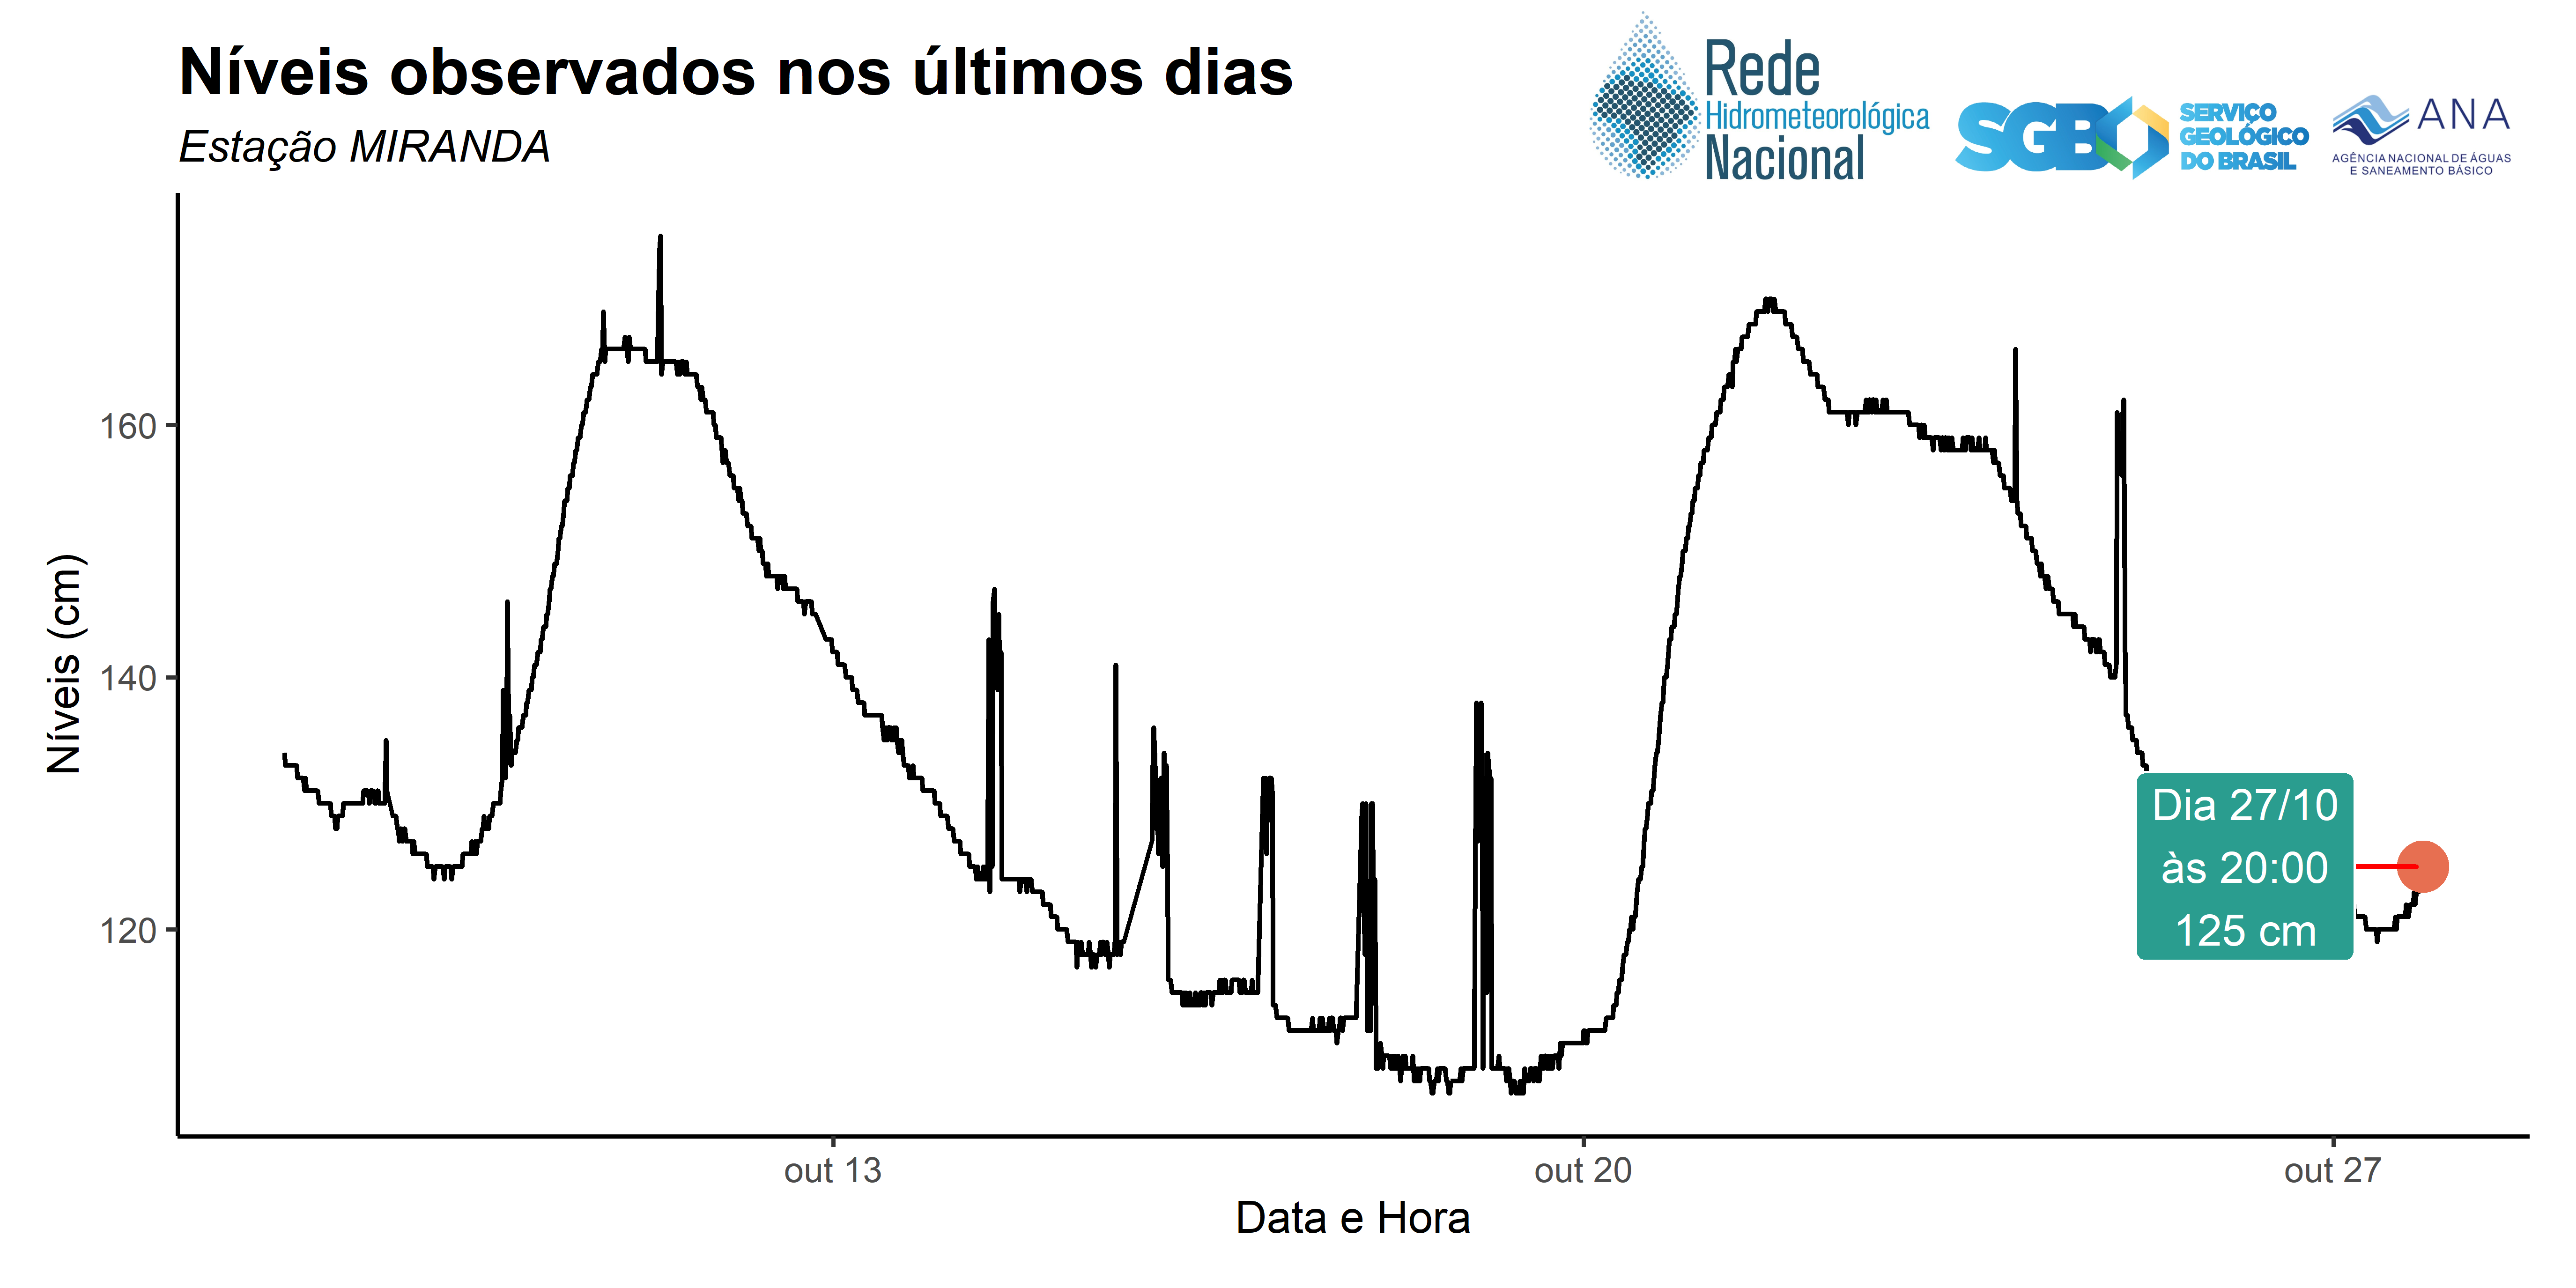 Níveis observados nos últimos dias
Estação MIRANDA
Rede
Hidrometeorológica
Nacional
SGB
SERVIÇO
GEOLÓGICO
DO BRASIL
ANA
AGÊNCIA NACIONAL DE ÁGUAS
E SANEAMENTO BÁSICO
Níveis (cm)
160
140
120
Dia 27/10
às 20:00
125 cm
out 13
out 20
out 27
Data e Hora